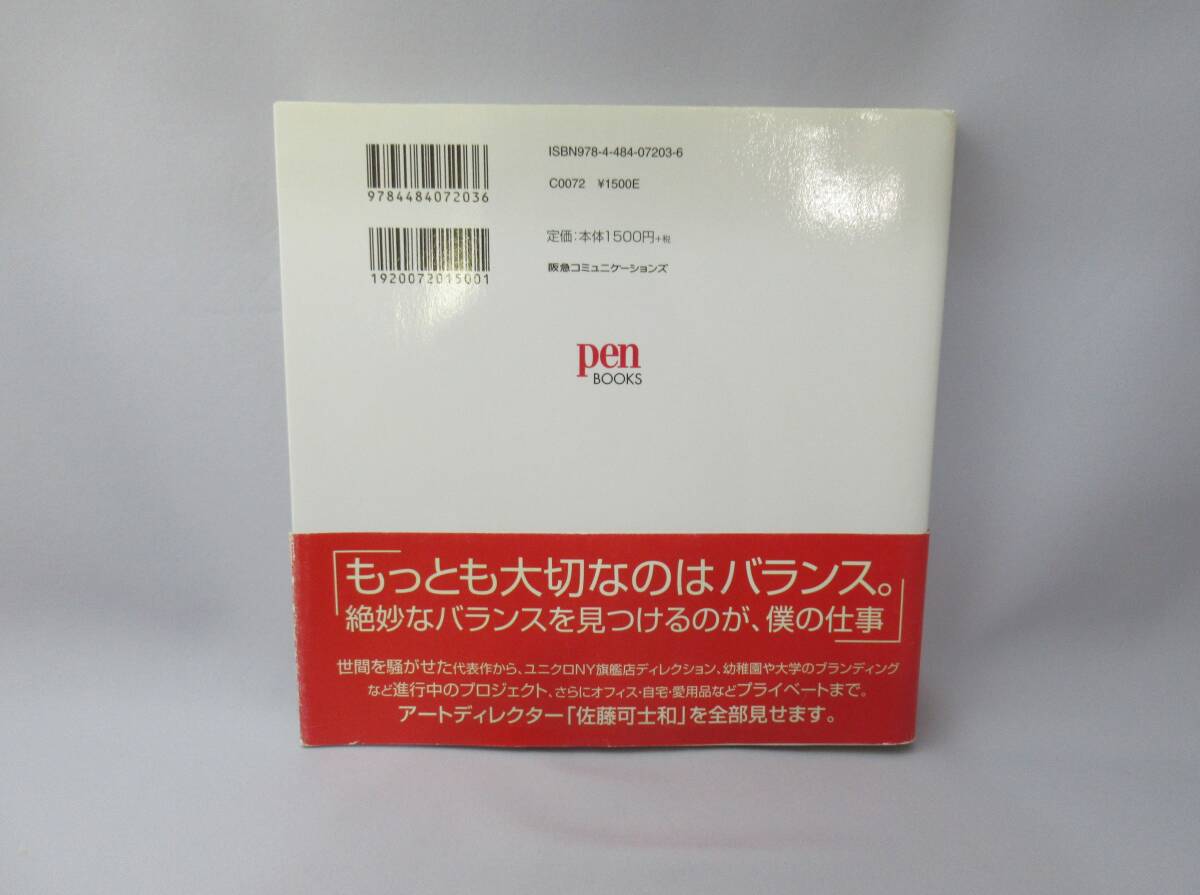 ISBN978-4-484-07203-6
9784484072036
C0072 ¥1500E
定価：本体1500円+税
1920072015001
阪急コミュニケーションズ
pen
BOOKS
「もっとも大切なのはバランス。
絶妙なバランスを見つけるのが、僕の仕事」
世間を騒がせた代表作から、ユニクロNY旗艦店ディレクション、幼稚園や大学のブランディング
など進行中のプロジェクト、さらにオフィス・自宅・愛用品などプライベートまで。
アートディレクター「佐藤可士和」を全部見せます。